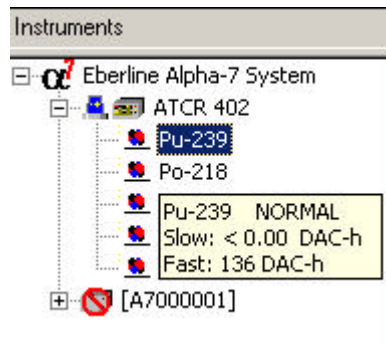 Instruments
α7 Eberline Alpha-7 System
ATCR 402
Pu-239
Po-218
Pu-239 NORMAL
Slow: < 0.00 DAC-h
Fast: 136 DAC-h
[A7000001]